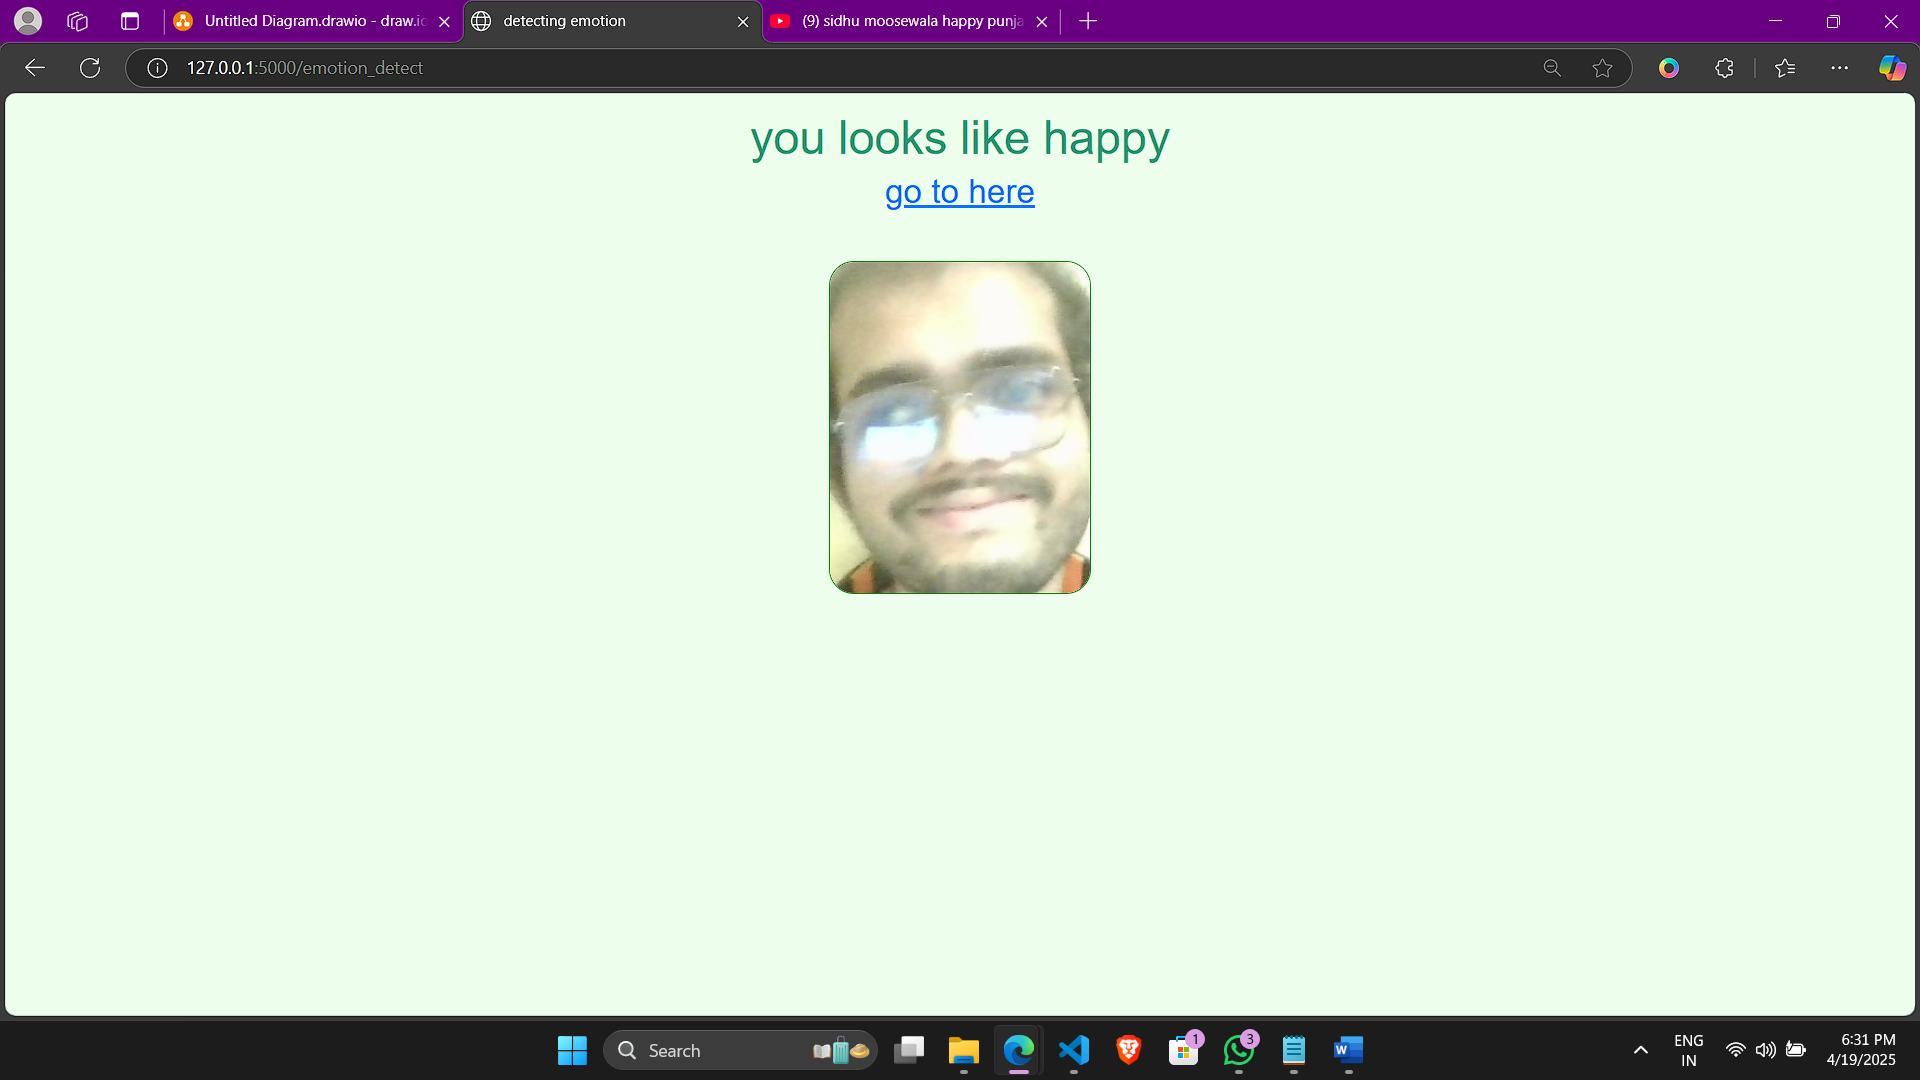 Untitled Diagram.drawio - draw.io
detecting emotion
(9) sidhu moosewala happy punja
127.0.0.1:5000/emotion_detect
you looks like happy
go to here
Search
1
3
ENG
IN
6:31 PM
4/19/2025